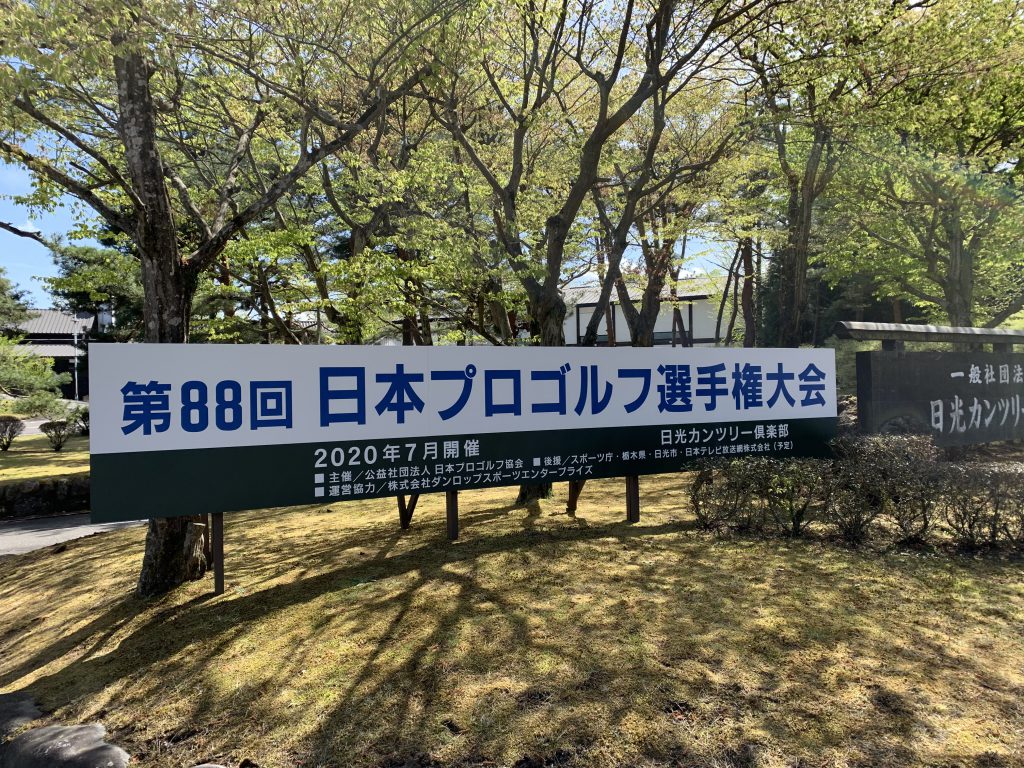 第88回 日本プロゴルフ選手権大会
2020年7月開催
日光カンツリー倶楽部
■主催/公益社団法人 日本プロゴルフ協会 ■後援/スポーツ庁・栃木県・日光市・日本テレビ放送網株式会社(予定)
■運営協力/株式会社ダンロップスポーツエンタープライズ
一般社団法
日光カンツリー